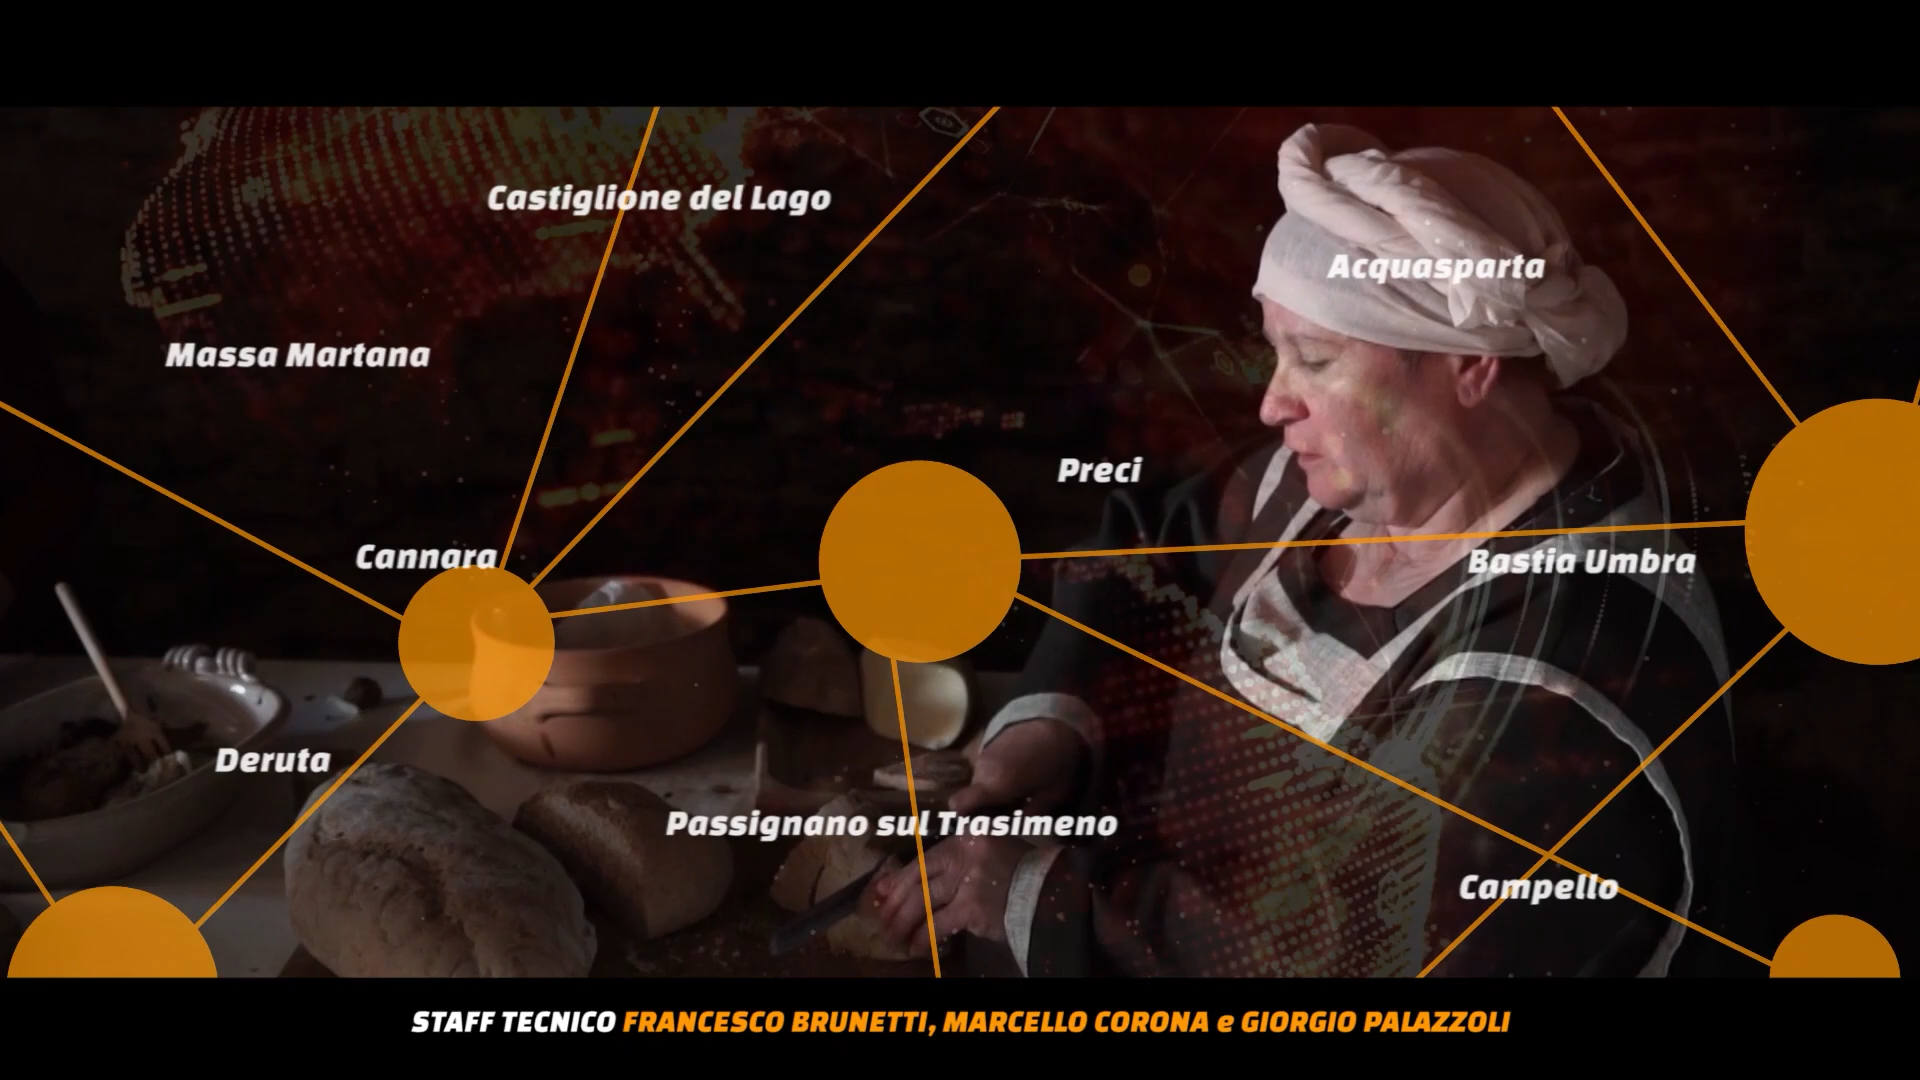 Castiglione del Lago
Acquasparta
Massa Martana
Preci
Cannara
Bastia Umbra
Deruta
Passignano sul Trasimeno
Campello
STAFF TECNICO FRANCESCO BRUNETTI, MARCELLO CORONA e GIORGIO PALAZZOLI